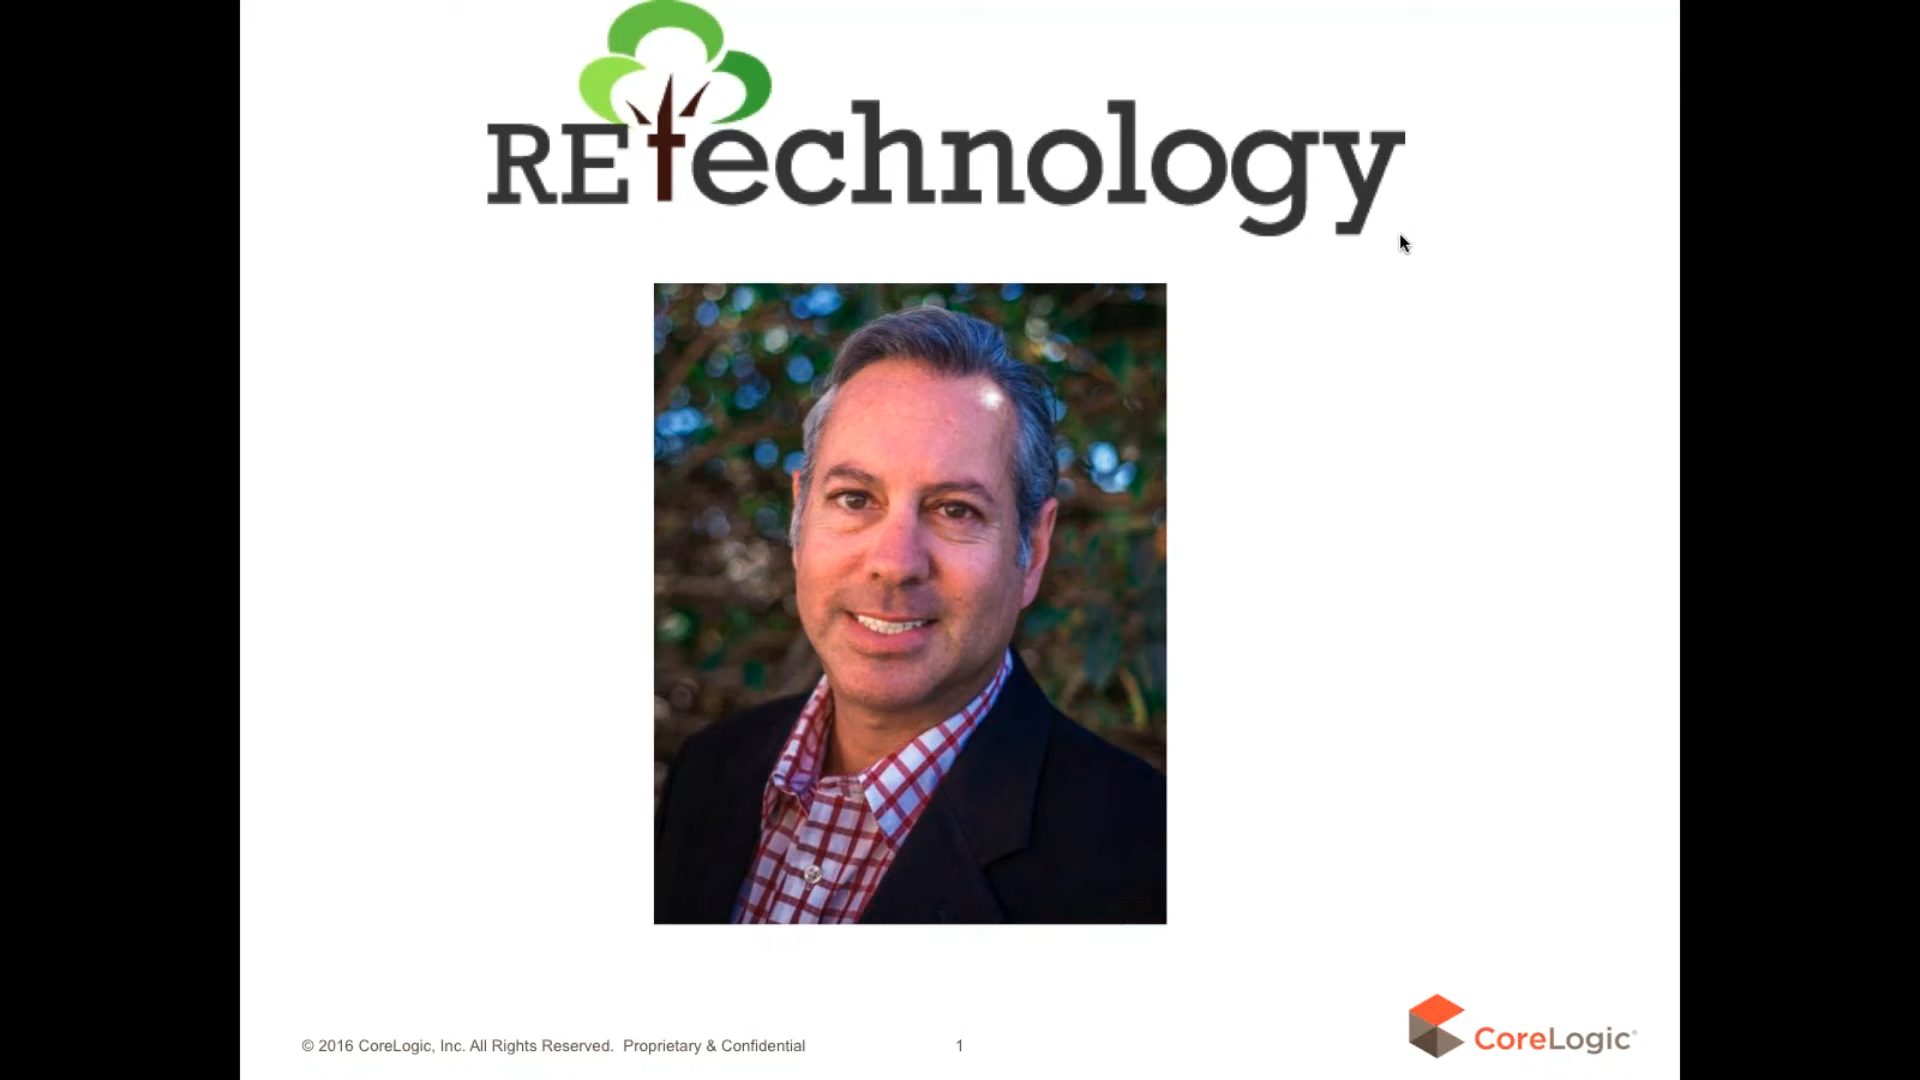 REtechnology
© 2016 CoreLogic, Inc. All Rights Reserved. Proprietary & Confidential
1
CoreLogic®